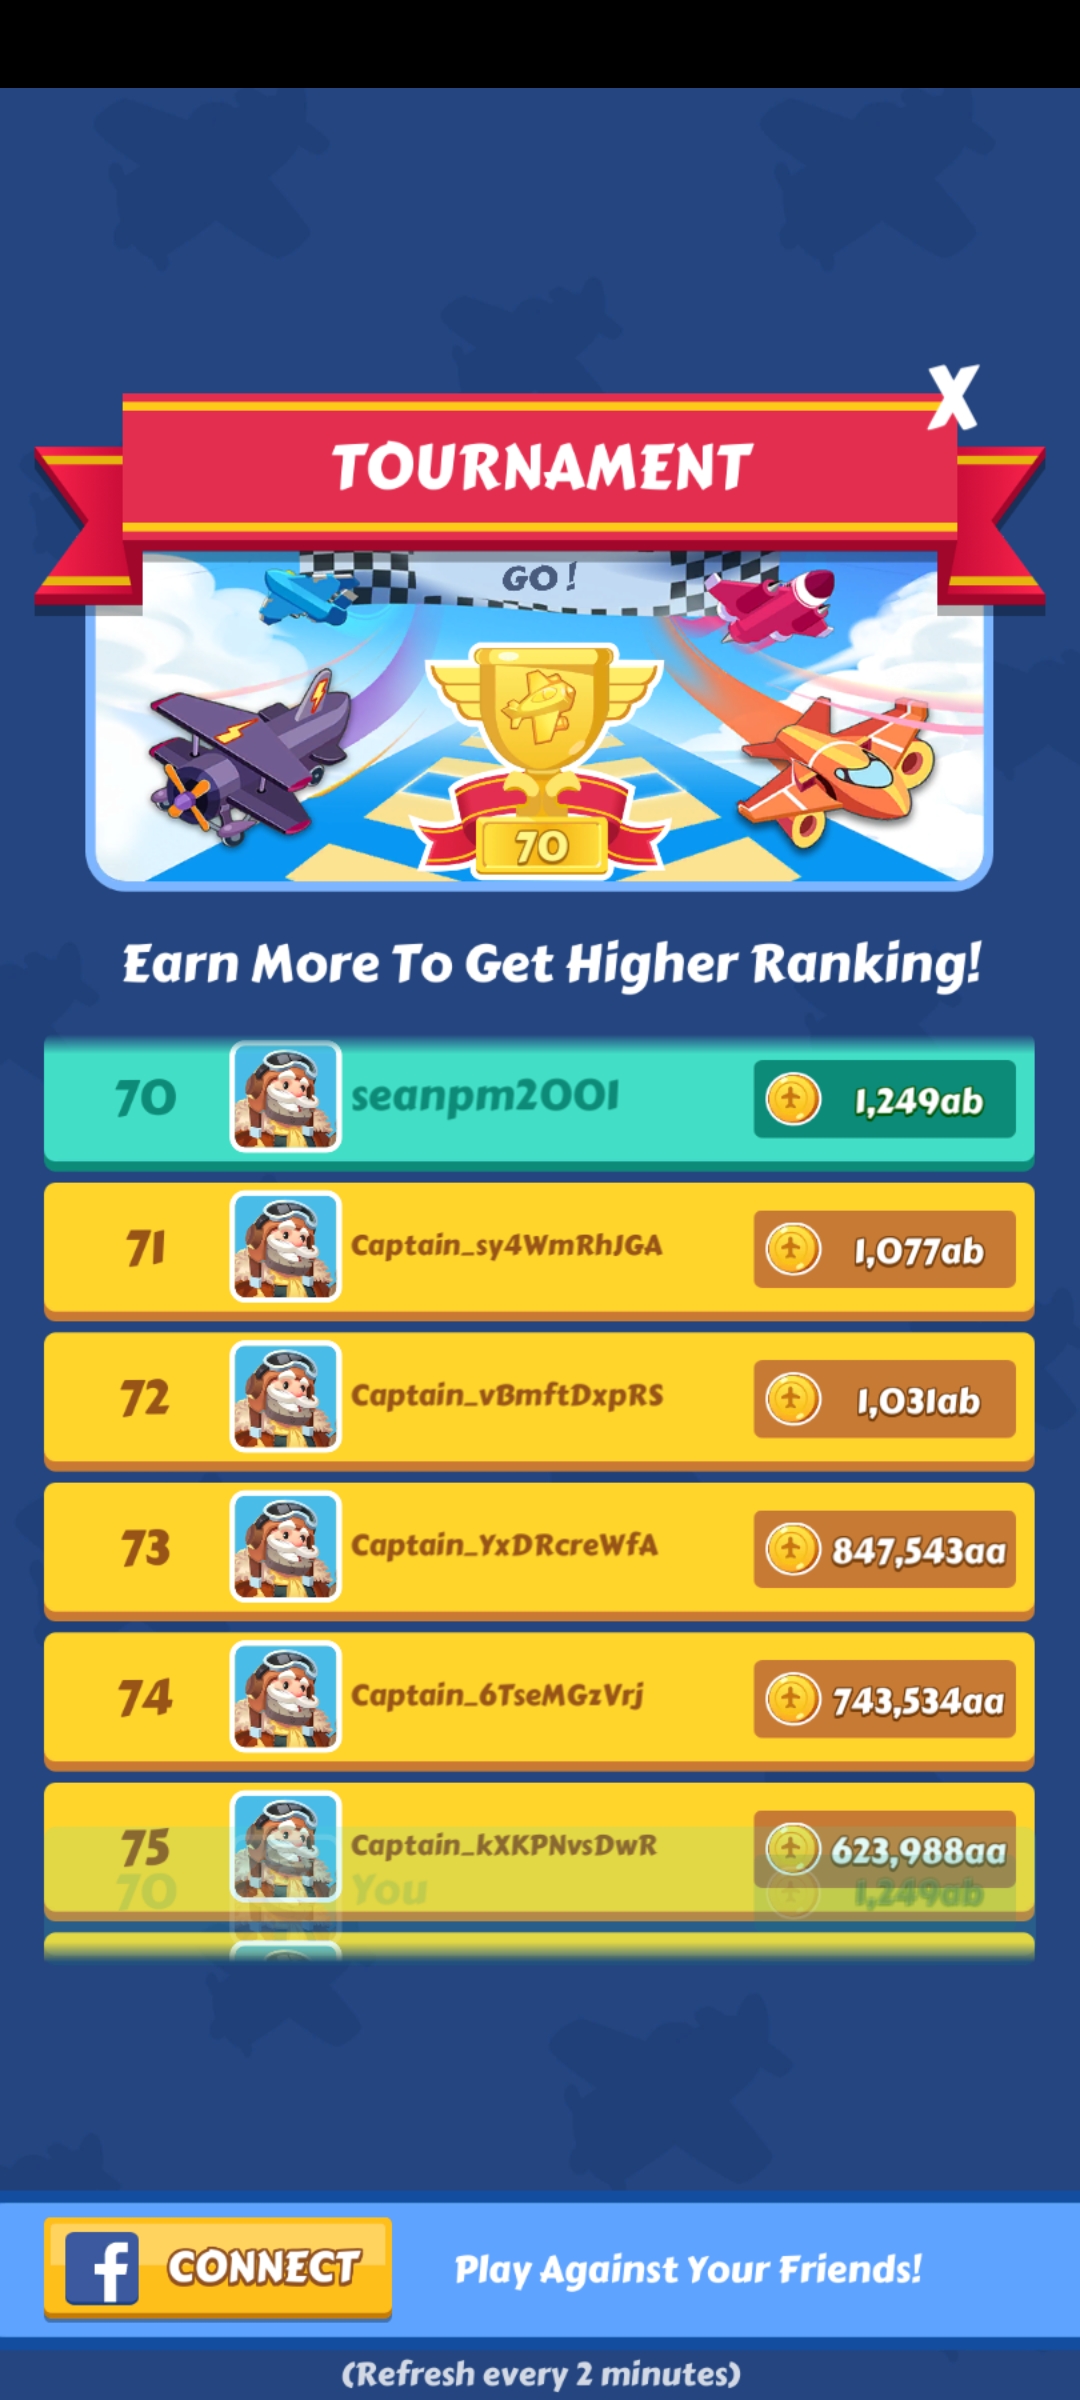 X
TOURNAMENT
GO!
70
Earn More To Get Higher Ranking!
70 seanpm2001 1,249ab
71 Captain_sy4WmRhJGA 1,077ab
72 Captain_vBmftDxpRS 1,031ab
73 Captain_YxDRcreWfA 847,543aa
74 Captain_6TseMGzVrj 743,534aa
75 Captain_kXKPNvsDwR 623,988aa
70 You 1,249ab
f CONNECT Play Against Your Friends!
(Refresh every 2 minutes)